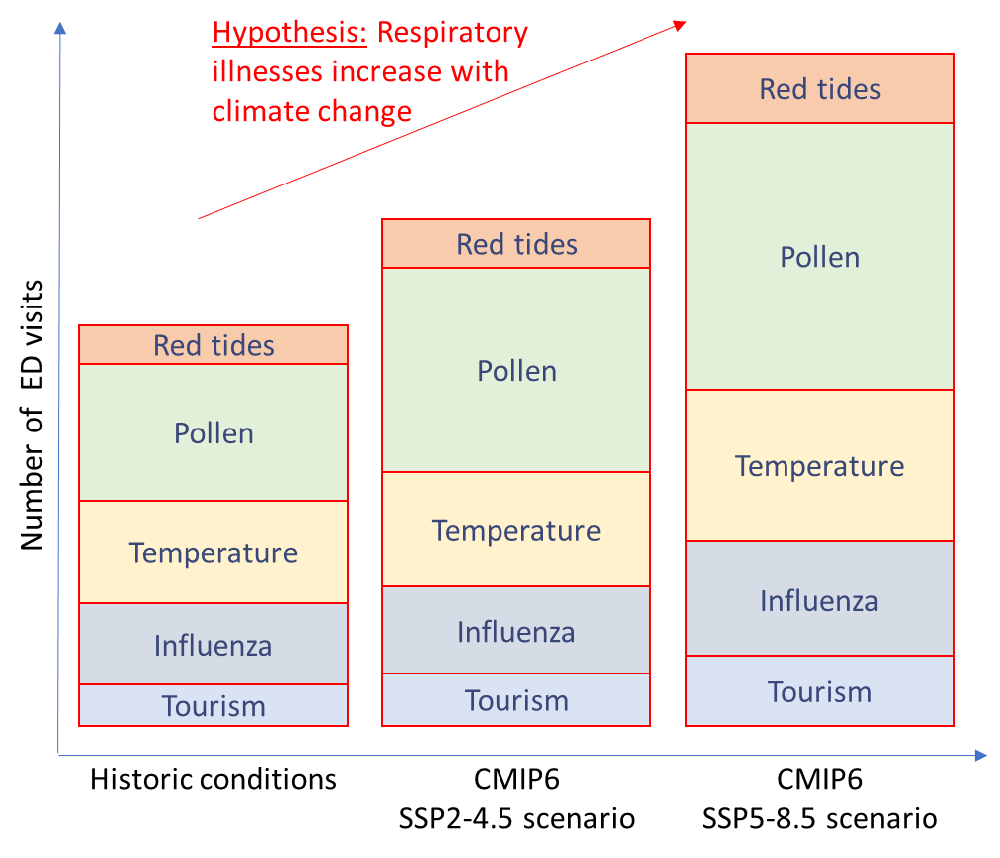 Hypothesis: Respiratory
illnesses increase with
climate change
Number of ED visits
Red tides
Pollen
Temperature
Influenza
Tourism
Red tides
Pollen
Temperature
Influenza
Tourism
Red tides
Pollen
Temperature
Influenza
Tourism
Historic conditions
CMIP6
SSP2-4.5 scenario
CMIP6
SSP5-8.5 scenario